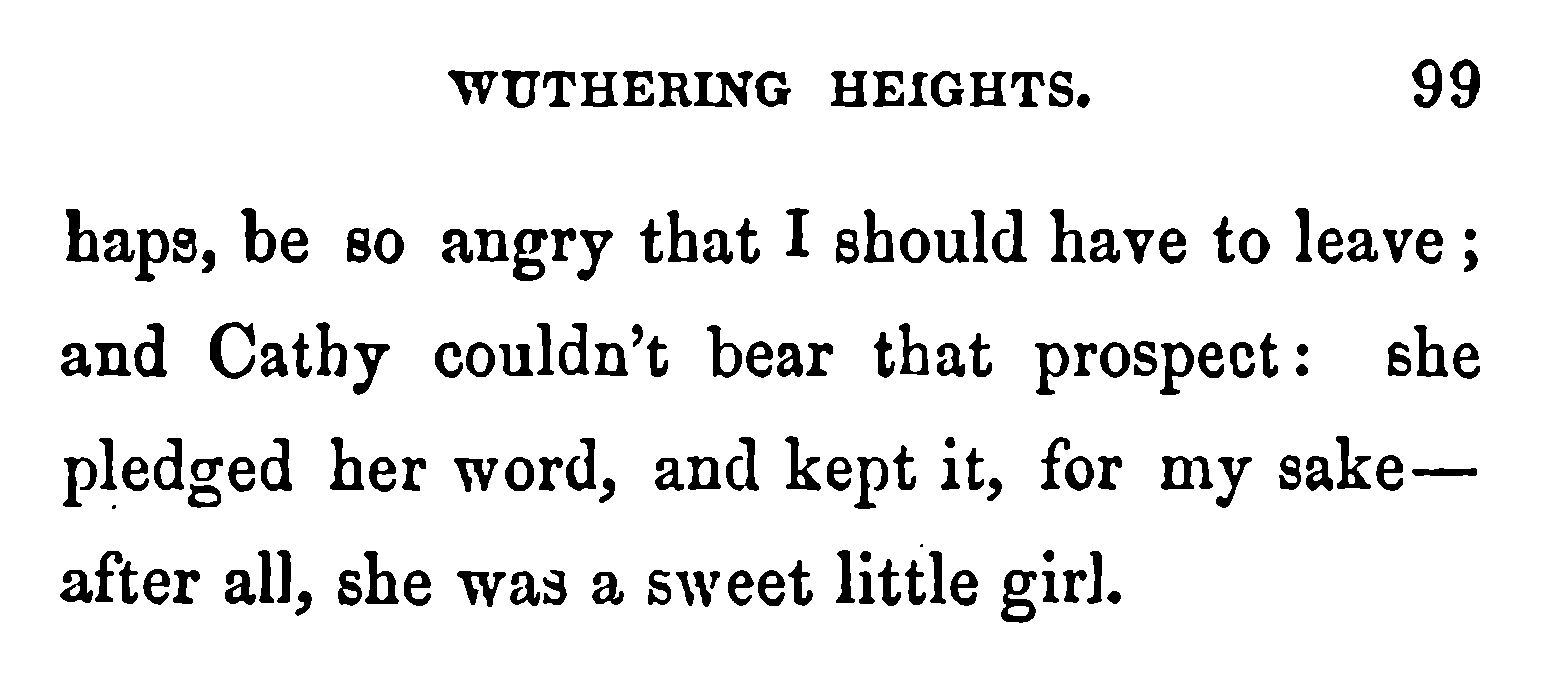 WUTHERING HEIGHTS. 99
haps, be so angry that I should have to leave;
and Cathy couldn't bear that prospect: she
pledged her word, and kept it, for my sake—
after all, she was a sweet little girl.